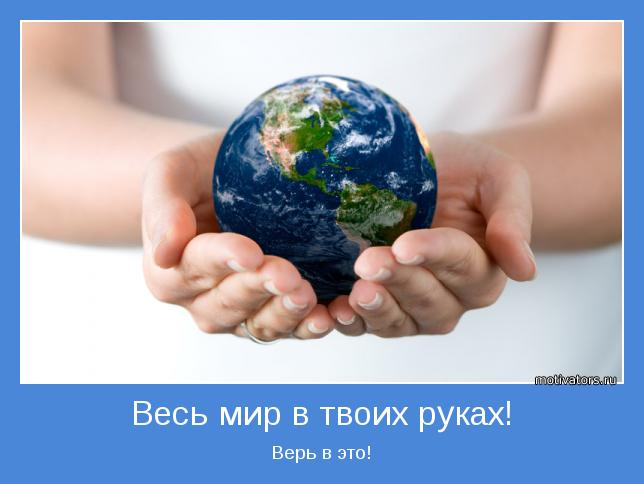 motivators.ru
Весь мир в твоих руках!
Верь в это!